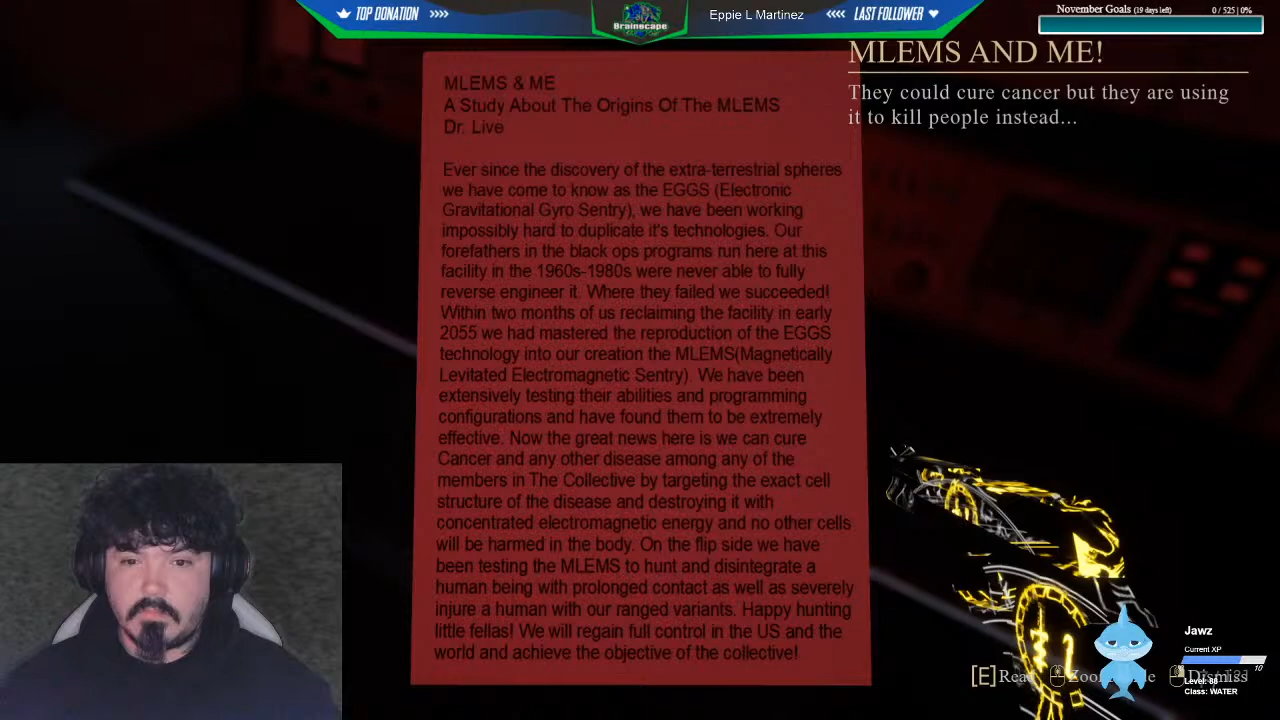 TOP DONATION >>>>
Brainscape
Eppie L Martinez
<<<< LAST FOLLOWER
November Goals (19 days left)
0 / 525 | 0%
MLEMS AND ME!
They could cure cancer but they are using
it to kill people instead...
MLEMS & ME
A Study About The Origins Of The MLEMS
Dr. Live
Ever since the discovery of the extra-terrestrial spheres
we have come to know as the EGGS (Electronic
Gravitational Gyro Sentry), we have been working
impossibly hard to duplicate it's technologies. Our
forefathers in the black ops programs run here at this
facility in the 1960s-1980s were never able to fully
reverse engineer it. Where they failed we succeeded!
Within two months of us reclaiming the facility in early
2055 we had mastered the reproduction of the EGGS
technology into our creation the MLEMS(Magnetically
Levitated Electromagnetic Sentry). We have been
extensively testing their abilities and programming
configurations and have found them to be extremely
effective. Now the great news here is we can cure
Cancer and any other disease among any of the
members in The Collective by targeting the exact cell
structure of the disease and destroying it with
concentrated electromagnetic energy and no other cells
will be harmed in the body. On the flip side we have
been testing the MLEMS to hunt and disintegrate a
human being with prolonged contact as well as severely
injure a human with our ranged variants. Happy hunting
little fellas! We will regain full control in the US and the
world and achieve the objective of the collective!
Jawz
Current XP
10
[E] Read
Dismiss
Level: 88
Class: WATER